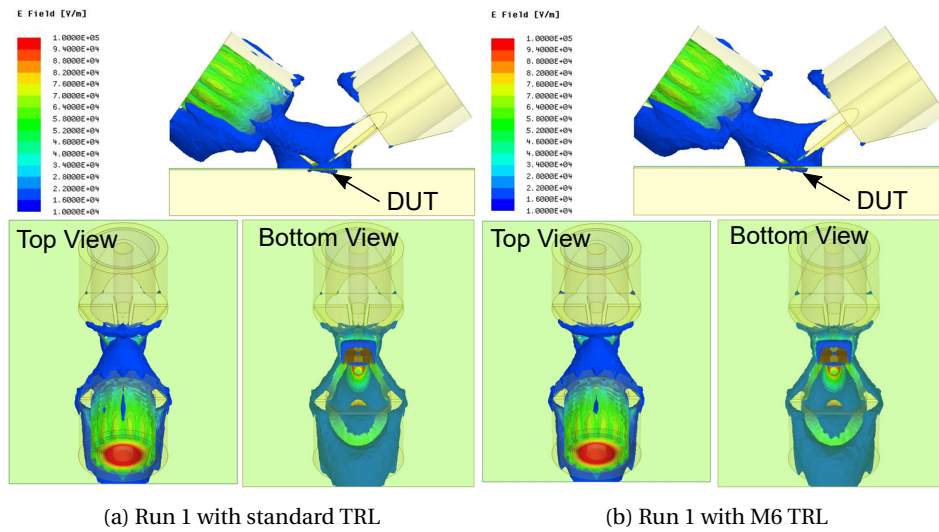 E Field [V/m]
1.0000E+05
9.4000E+04
8.8000E+04
8.2000E+04
7.6000E+04
7.0000E+04
6.4000E+04
5.8000E+04
5.2000E+04
4.6000E+04
4.0000E+04
3.4000E+04
2.8000E+04
2.2000E+04
1.6000E+04
1.0000E+04
DUT
Top View
Bottom View
E Field [V/m]
1.0000E+05
9.4000E+04
8.8000E+04
8.2000E+04
7.6000E+04
7.0000E+04
6.4000E+04
5.8000E+04
5.2000E+04
4.6000E+04
4.0000E+04
3.4000E+04
2.8000E+04
2.2000E+04
1.6000E+04
1.0000E+04
DUT
Top View
Bottom View
(a) Run 1 with standard TRL
(b) Run 1 with M6 TRL